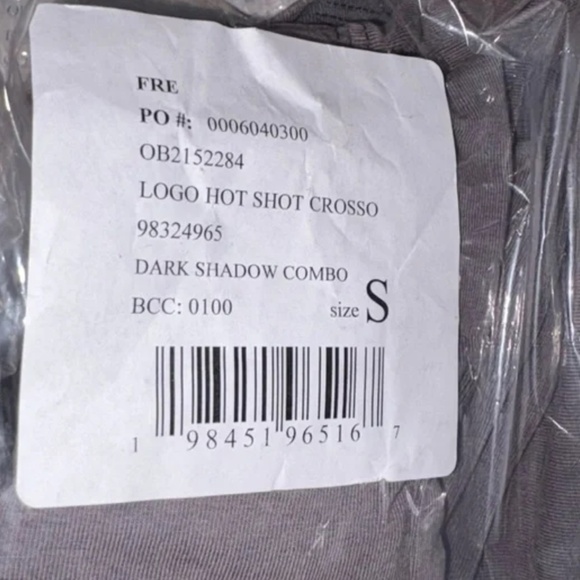 FRE
PO #: 0006040300
OB2152284
LOGO HOT SHOT CROSSO
98324965
DARK SHADOW COMBO
BCC: 0100 size S
1 98451 96516 7